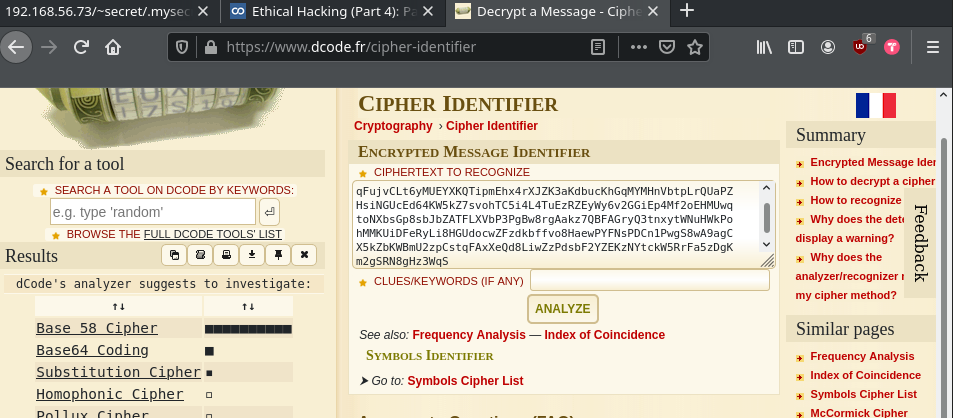 192.168.56.73/~secret/.mysec
Ethical Hacking (Part 4): Pa
Decrypt a Message - Ciphe
https://www.dcode.fr/cipher-identifier
6
Search for a tool
SEARCH A TOOL ON DCODE BY KEYWORDS:
e.g. type 'random'
BROWSE THE FULL DCODE TOOLS' LIST
Results
dCode's analyzer suggests to investigate:
↑↓ ↑↓
Base 58 Cipher ■■■■■■■■■■
Base64 Coding ■
Substitution Cipher ▪
Homophonic Cipher ▫
Pollux Cipher ▫
CIPHER IDENTIFIER
Cryptography › Cipher Identifier
ENCRYPTED MESSAGE IDENTIFIER
CIPHERTEXT TO RECOGNIZE
qFujvCLt6yMUEYXKQTipmEhx4rXJZK3aKdbucKhGqMYMHnVbtpLrQUaPZ
HsiNGUcEd64KW5kZ7svohTC5i4L4TuEzRZEyWy6v2GGiEp4Mf2oEHMUwq
toNXbsGp8sbJbZATFLXVbP3PgBw8rgAakz7QBFAGryQ3tnxytWNuHWkPo
hMMKUiDFeRyLi8HGUdocwZFzdkbffvo8HaewPYFNsPDCn1PwgS8wA9agC
X5kZbKWBmU2zpCstqFAxXeQd8LiwZzPdsbF2YZEKzNYtckW5RrFa5zDgK
m2gSRN8gHz3WqS
CLUES/KEYWORDS (IF ANY)
ANALYZE
See also: Frequency Analysis — Index of Coincidence
SYMBOLS IDENTIFIER
➤ Go to: Symbols Cipher List
Summary
Encrypted Message Iden
How to decrypt a cipher
How to recognize
Why does the dete
display a warning?
Why does the
analyzer/recognizer r
my cipher method?
Feedback
Similar pages
Frequency Analysis
Index of Coincidence
Symbols Cipher List
McCormick Cipher